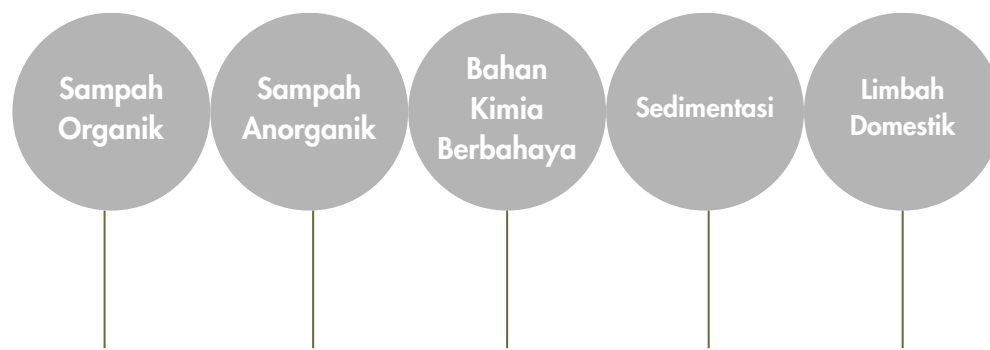 Sampah
Organik
Sampah
Anorganik
Bahan
Kimia
Berbahaya
Sedimentasi
Limbah
Domestik